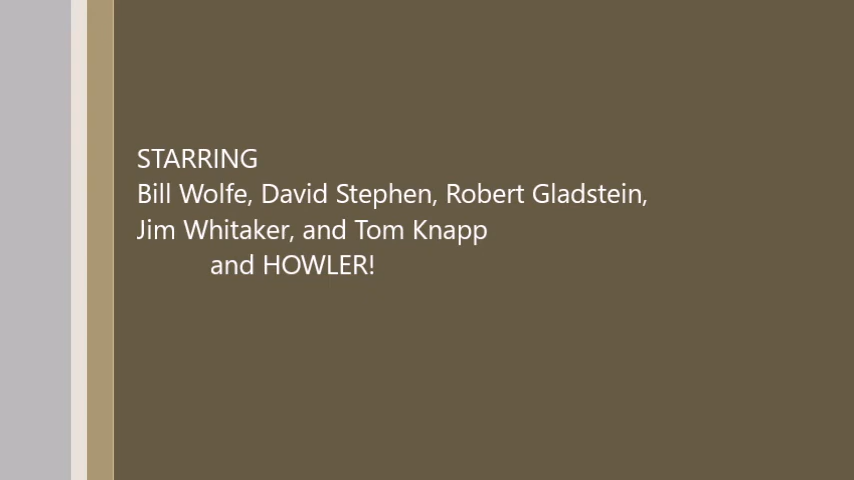 STARRING
Bill Wolfe, David Stephen, Robert Gladstein,
Jim Whitaker, and Tom Knapp
and HOWLER!